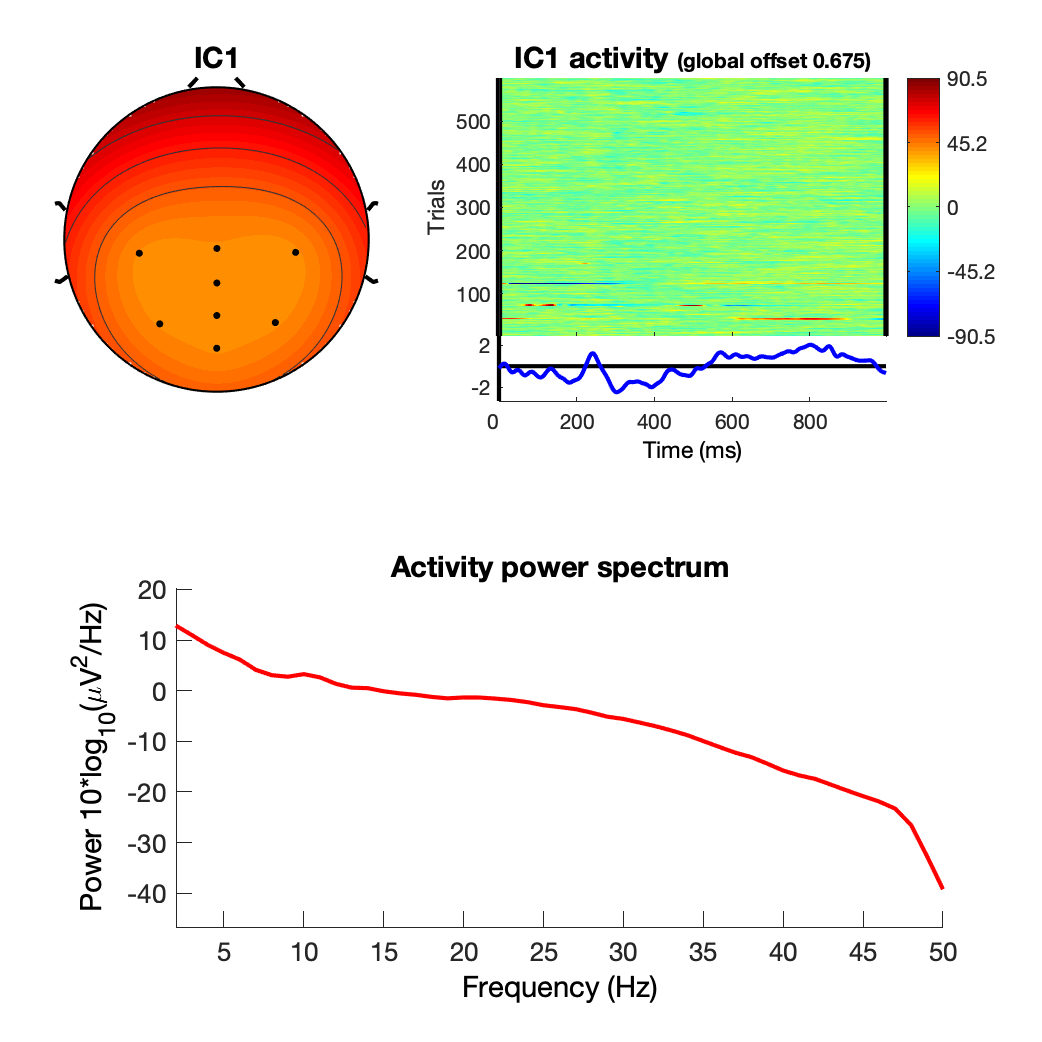 IC1
IC1 activity (global offset 0.675)
Trials
500
400
300
200
100
2
-2
0 200 400 600 800
Time (ms)
90.5
45.2
0
-45.2
-90.5
Activity power spectrum
Power 10*log10(μV2/Hz)
20
10
0
-10
-20
-30
-40
5 10 15 20 25 30 35 40 45 50
Frequency (Hz)